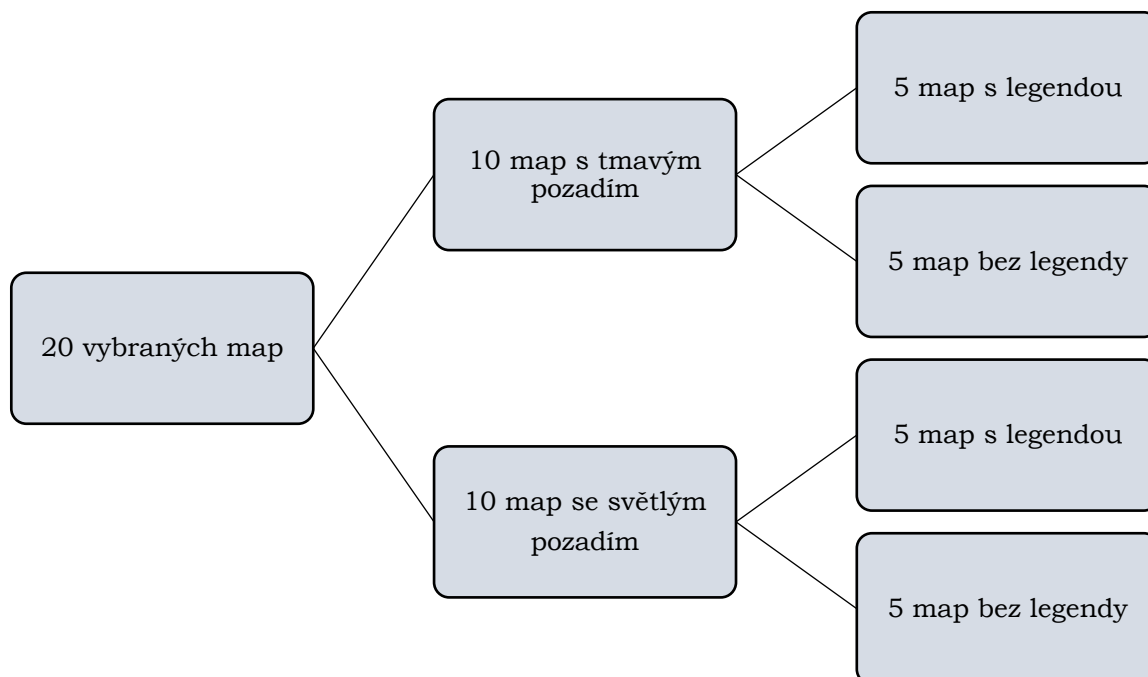 20 vybraných map
10 map s tmavým
pozadím
5 map s legendou
5 map bez legendy
10 map se světlým
pozadím
5 map s legendou
5 map bez legendy